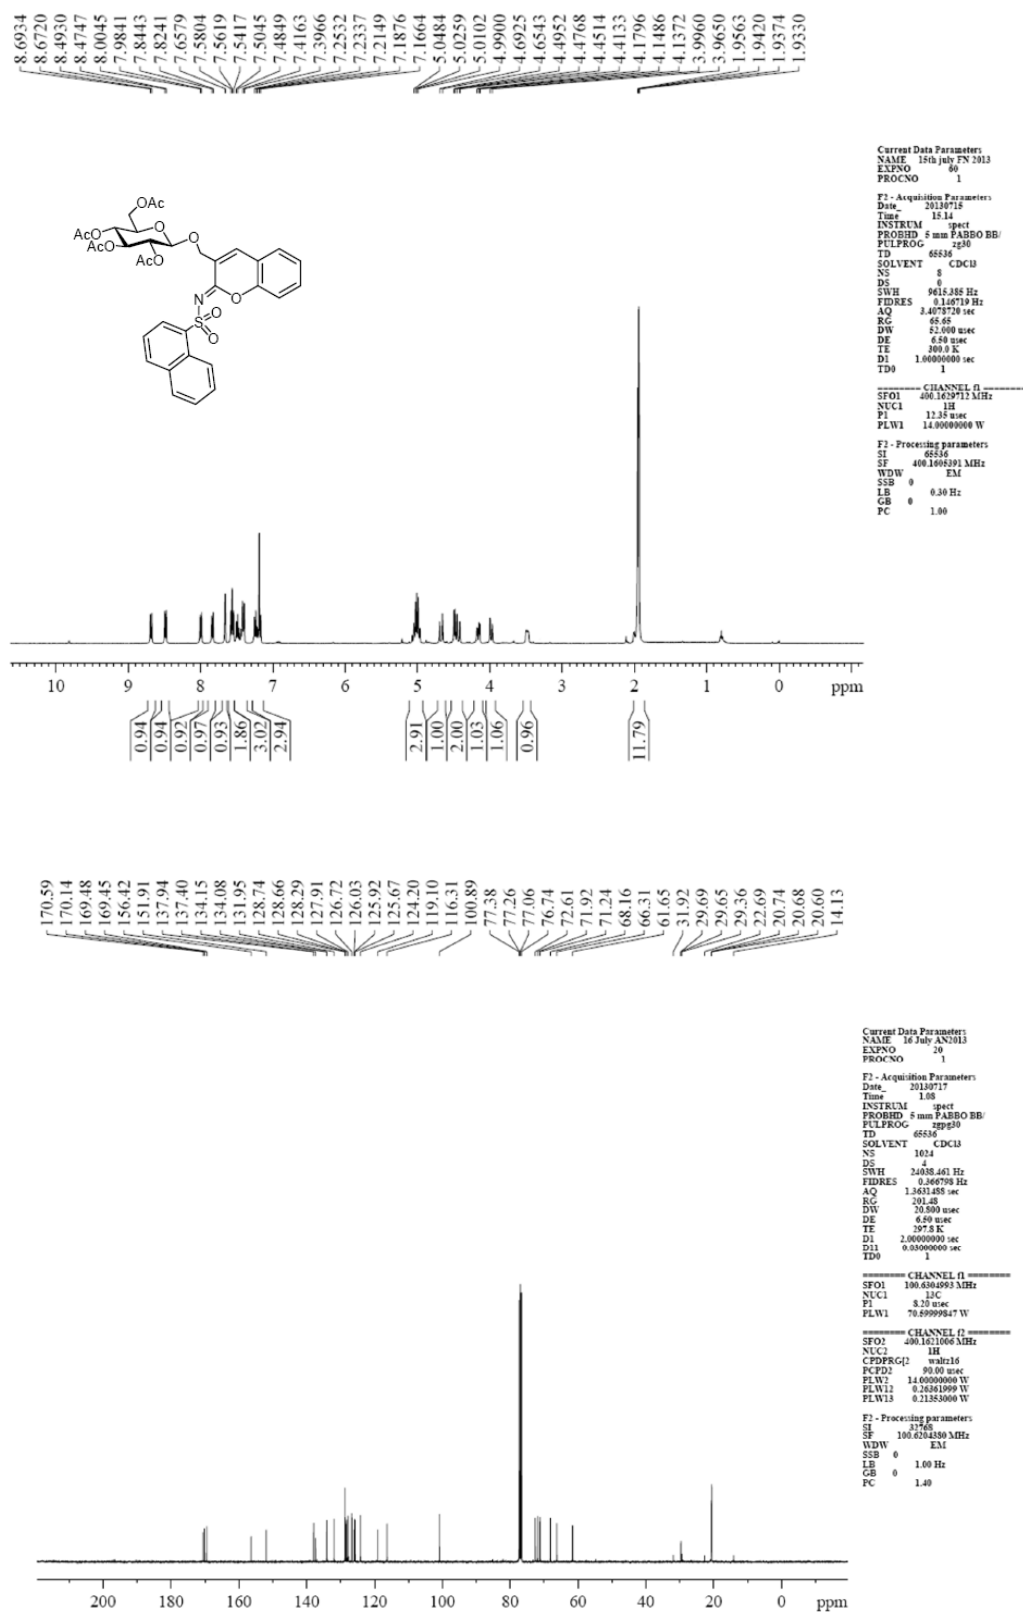 8.6934
8.6720
8.4930
8.4747
8.0045
7.9841
7.8443
7.8241
7.6579
7.5804
7.5619
7.5417
7.5045
7.4849
7.4163
7.3966
7.2532
7.2337
7.2149
7.1876
7.1664
5.0484
5.0259
5.0102
4.9900
4.6925
4.6543
4.4952
4.4768
4.4514
4.4133
4.1796
4.1486
4.1372
3.9960
3.9650
1.9563
1.9420
1.9374
1.9330
Current Data Parameters
NAME 15th july FN 2013
EXPNO 60
PROCNO 1
F2 - Acquisition Parameters
Date_ 20130715
Time 15.14
INSTRUM spect
PROBHD 5 mm PABBO BB/
PULPROG zg30
TD 65536
SOLVENT CDCl3
NS 8
DS 0
SWH 9615.385 Hz
FIDRES 0.146719 Hz
AQ 3.4078720 sec
RG 65.65
DW 52.000 usec
DE 6.50 usec
TE 300.0 K
D1 1.00000000 sec
TD0 1
======== CHANNEL f1 ========
SFO1 400.1629712 MHz
NUC1 1H
P1 12.35 usec
PLW1 14.00000000 W
F2 - Processing parameters
SI 65536
SF 400.1605391 MHz
WDW EM
SSB 0
LB 0.30 Hz
GB 0
PC 1.00
OAc
AcO
AcO
AcO
O
O
N
O
S
O
O
10 9 8 7 6 5 4 3 2 1 0 ppm
0.94
0.94
0.92
0.97
0.93
1.86
3.02
2.94
2.91
1.00
2.00
1.03
1.06
0.96
11.79
170.59
170.14
169.48
169.45
156.42
151.91
137.94
137.40
134.15
134.08
131.95
128.74
128.66
128.29
127.91
126.72
126.03
125.92
125.67
124.20
119.10
116.31
100.89
77.38
77.26
77.06
76.74
72.61
71.92
71.24
68.16
66.31
61.65
31.92
29.69
29.65
29.36
22.69
20.74
20.68
20.60
14.13
Current Data Parameters
NAME 16 July AN2013
EXPNO 20
PROCNO 1
F2 - Acquisition Parameters
Date_ 20130717
Time 1.08
INSTRUM spect
PROBHD 5 mm PABBO BB/
PULPROG zgpg30
TD 65536
SOLVENT CDCl3
NS 1024
DS 4
SWH 24038.461 Hz
FIDRES 0.366798 Hz
AQ 1.3631488 sec
RG 201.48
DW 20.800 usec
DE 6.50 usec
TE 297.8 K
D1 2.00000000 sec
D11 0.03000000 sec
TD0 1
======== CHANNEL f1 ========
SFO1 100.6304993 MHz
NUC1 13C
P1 8.20 usec
PLW1 70.69999847 W
======== CHANNEL f2 ========
SFO2 400.1621006 MHz
NUC2 1H
CPDPRG[2 waltz16
PCPD2 90.00 usec
PLW2 14.00000000 W
PLW12 0.26361999 W
PLW13 0.21353000 W
F2 - Processing parameters
SI 32768
SF 100.6204380 MHz
WDW EM
SSB 0
LB 1.00 Hz
GB 0
PC 1.40
200 180 160 140 120 100 80 60 40 20 0 ppm